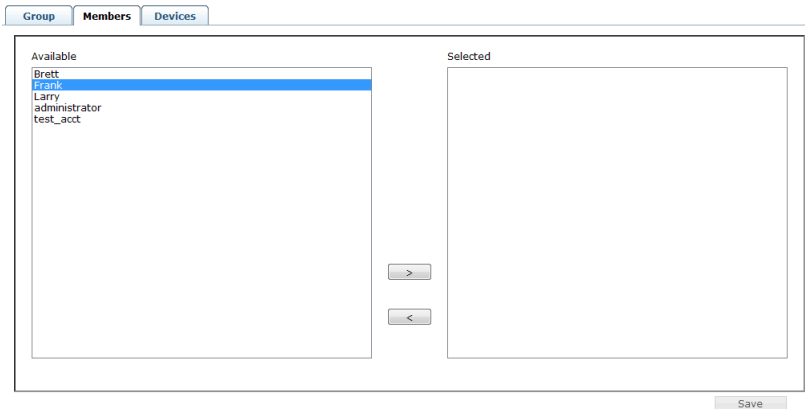 Group Members Devices
Available Selected
Brett
Frank
Larry
administrator
test_acct
>
<
Save